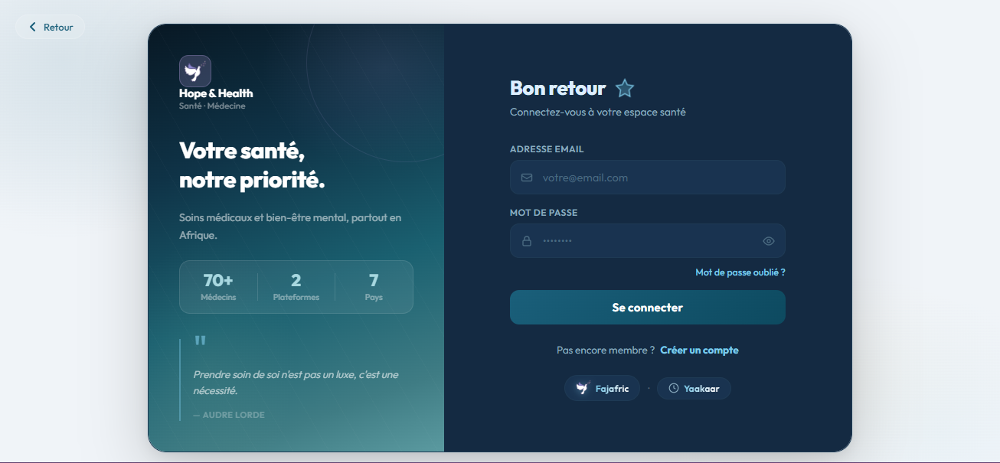 Retour
Hope & Health
Santé · Médecine
Votre santé,
notre priorité.
Soins médicaux et bien-être mental, partout en
Afrique.
70+ 2 7
Médecins Plateformes Pays
"
Prendre soin de soi n'est pas un luxe, c'est une
nécessité.
— AUDRE LORDE
Bon retour
Connectez-vous à votre espace santé
ADRESSE EMAIL
votre@email.com
MOT DE PASSE
••••••••
Mot de passe oublié ?
Se connecter
Pas encore membre ? Créer un compte
Fajafric · Yaakaar